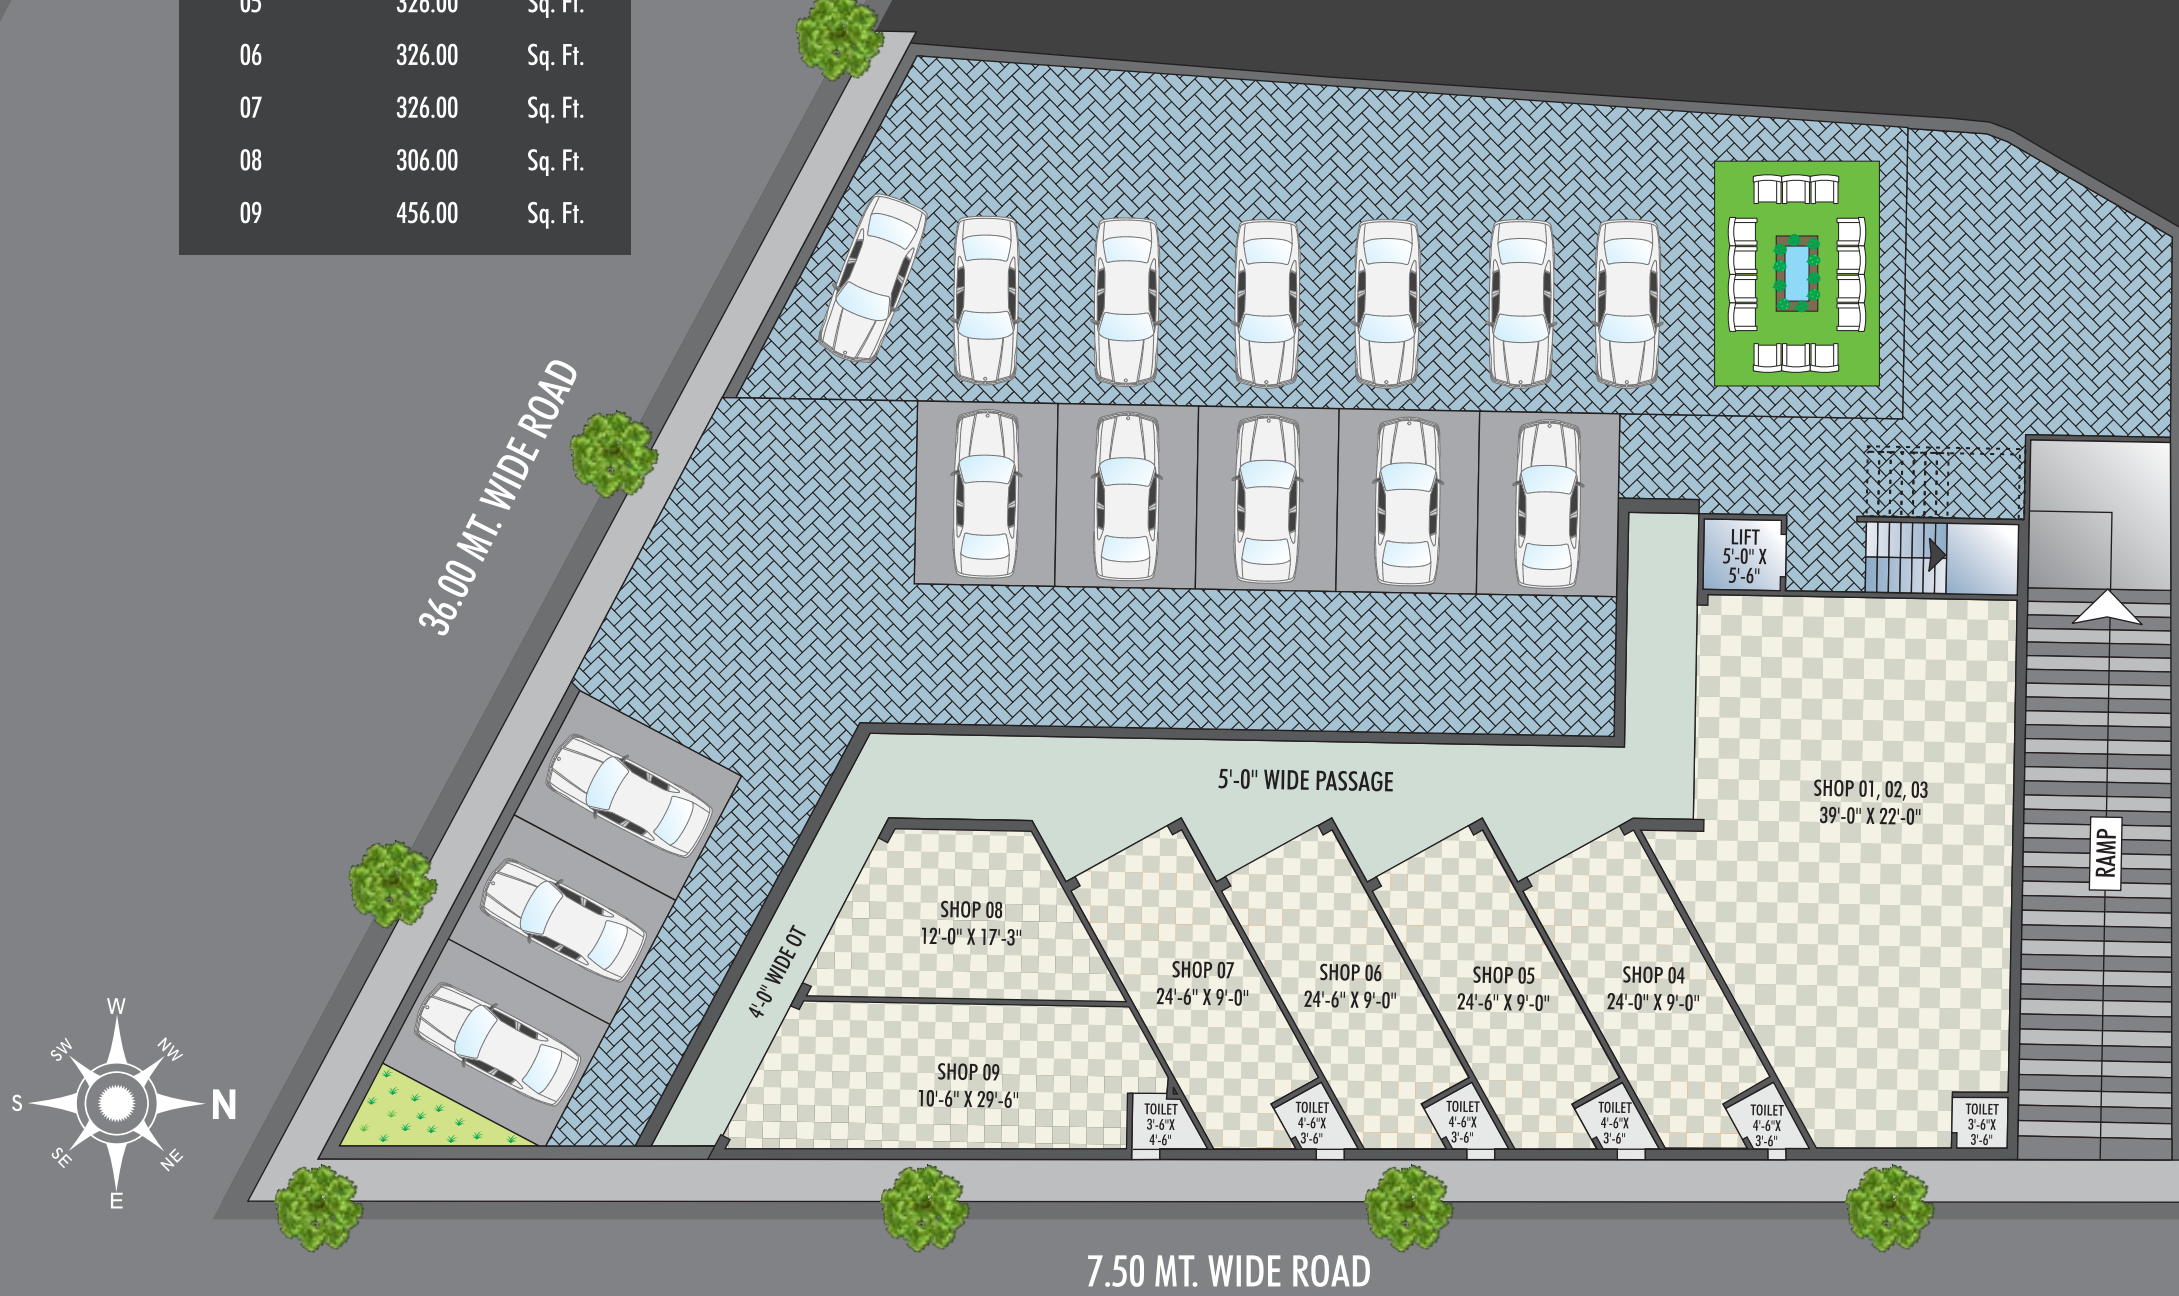 05 326.00 Sq. Ft.
06 326.00 Sq. Ft.
07 326.00 Sq. Ft.
08 306.00 Sq. Ft.
09 456.00 Sq. Ft.
36.00 MT. WIDE ROAD
LIFT
5'-0" X
5'-6"
5'-0" WIDE PASSAGE
SHOP 01, 02, 03
39'-0" X 22'-0"
RAMP
SHOP 08
12'-0" X 17'-3"
4'-0" WIDE OT
SHOP 07
24'-6" X 9'-0"
SHOP 06
24'-6" X 9'-0"
SHOP 05
24'-6" X 9'-0"
SHOP 04
24'-0" X 9'-0"
SHOP 09
10'-6" X 29'-6"
TOILET
3'-6"X
4'-6"
TOILET
4'-6"X
3'-6"
TOILET
4'-6"X
3'-6"
TOILET
4'-6"X
3'-6"
TOILET
4'-6"X
3'-6"
TOILET
3'-6"X
3'-6"
W
SW
NW
S
N
SE
NE
E
7.50 MT. WIDE ROAD